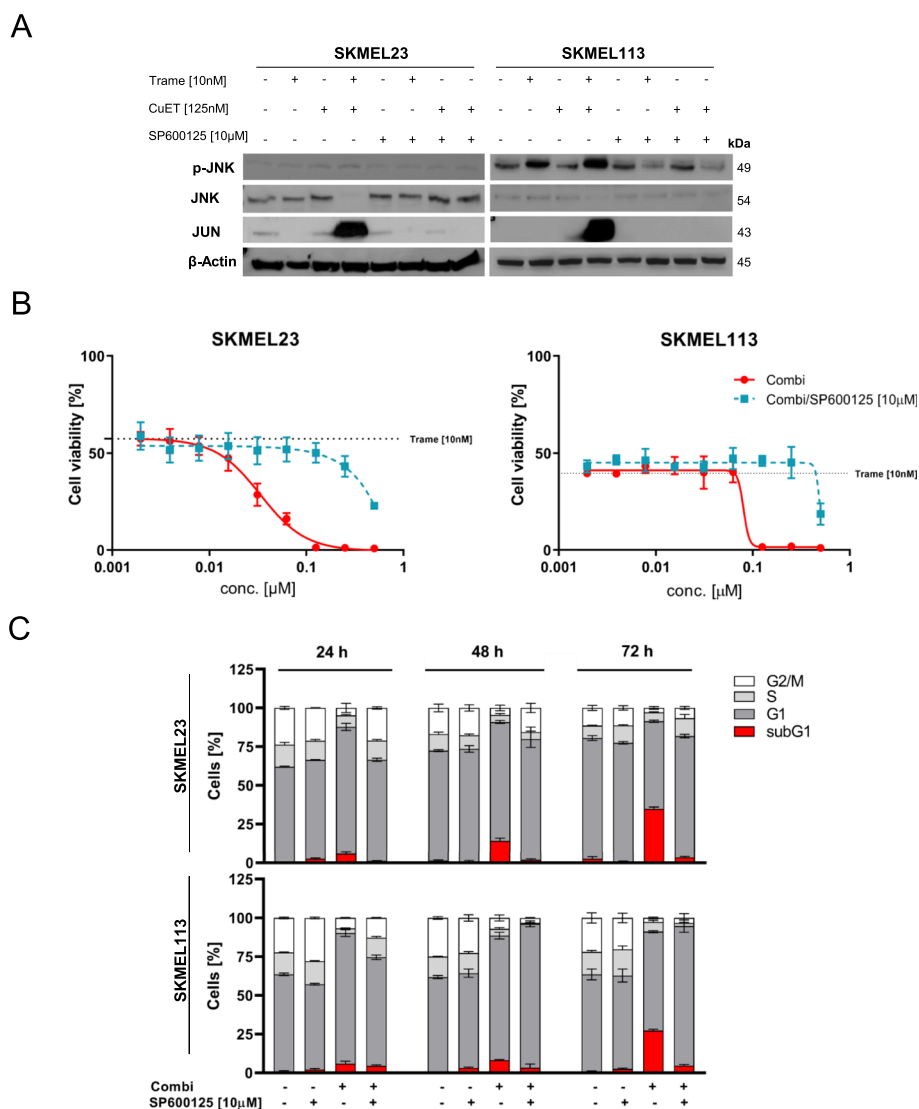 A
SKMEL23 SKMEL113
Trame [10nM] - + - + - + - + - + - + - + - +
CuET [125nM] - - + + - - + + - - + + - - + +
SP600125 [10µM] - - - - + + + + - - - - + + + + kDa
p-JNK 49
JNK 54
JUN 43
β-Actin 45
B
SKMEL23 SKMEL113
100 100
Combi
Combi/SP600125 [10µM]
Cell viability [%] 50 Trame [10nM] Cell viability [%] 50 Trame [10nM]
0 0
0.001 0.01 0.1 1 0.001 0.01 0.1 1
conc. [µM] conc. [µM]
C
24 h 48 h 72 h
SKMEL23
Cells [%]
125
100
75
50
25
0
G2/M
S
G1
subG1
SKMEL113
Cells [%]
125
100
75
50
25
0
Combi - - + + - - + + - - + +
SP600125 [10µM] - + - + - + - + - + - +